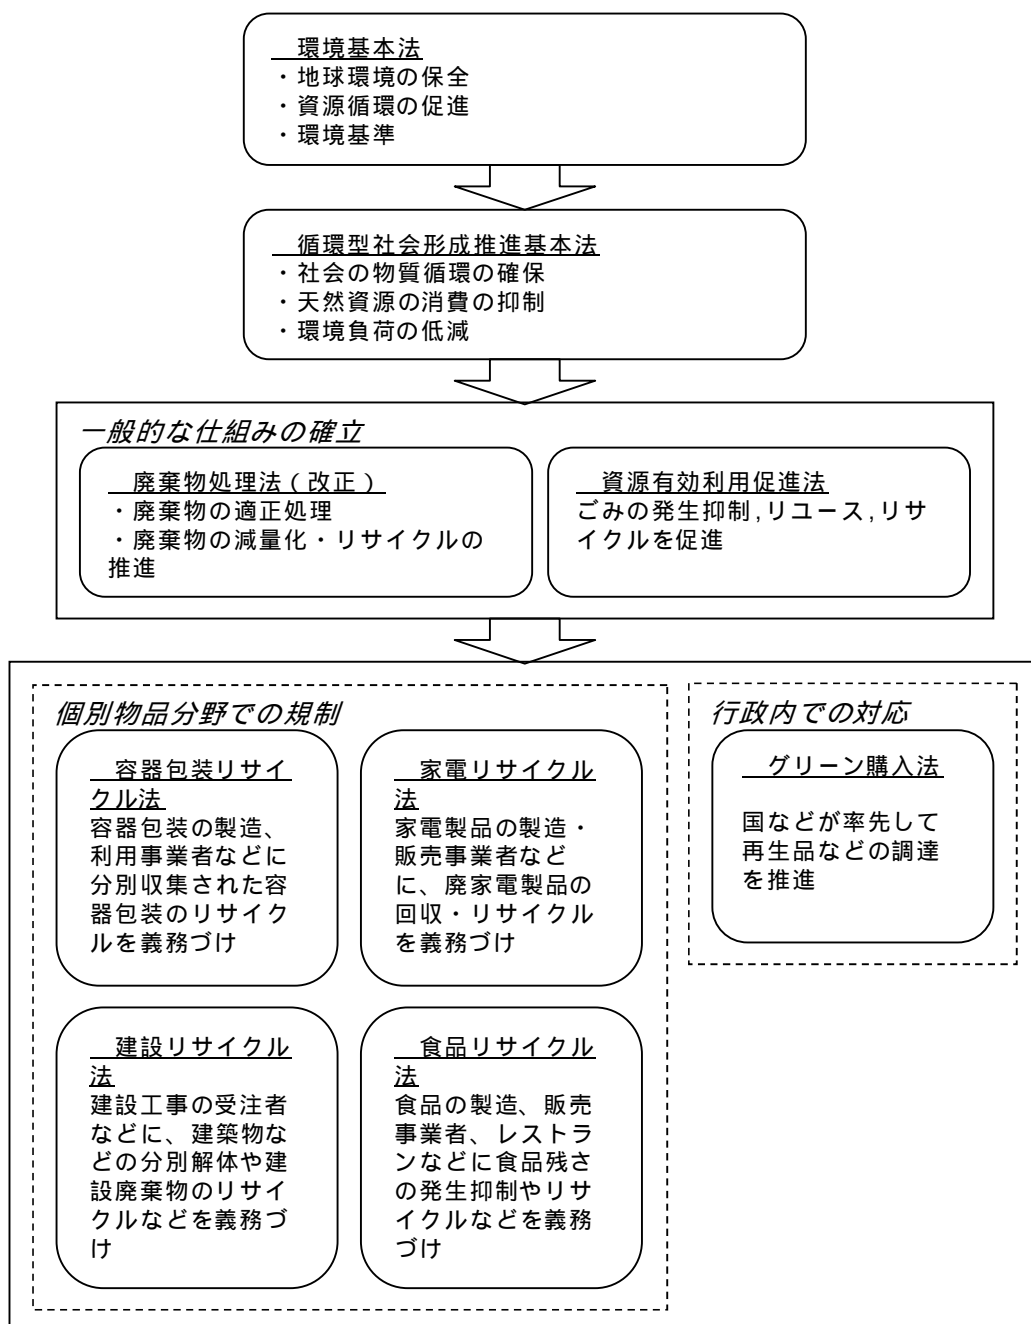 環境基本法
・地球環境の保全
・資源循環の促進
・環境基準
循環型社会形成推進基本法
・社会の物質循環の確保
・天然資源の消費の抑制
・環境負荷の低減
一般的な仕組みの確立
廃棄物処理法(改正)
・廃棄物の適正処理
・廃棄物の減量化・リサイクルの
推進
資源有効利用促進法
ごみの発生抑制,リユース,リサ
イクルを促進
個別物品分野での規制
容器包装リサイ
クル法
容器包装の製造、
利用事業者などに
分別収集された容
器包装のリサイク
ルを義務づけ
家電リサイクル
法
家電製品の製造・
販売事業者など
に、廃家電製品の
回収・リサイクル
を義務づけ
建設リサイクル
法
建設工事の受注者
などに、建築物な
どの分別解体や建
設廃棄物のリサイ
クルなどを義務づ
け
食品リサイクル
法
食品の製造、販売
事業者、レストラ
ンなどに食品残さ
の発生抑制やリサ
イクルなどを義務
づけ
行政内での対応
グリーン購入法
国などが率先して
再生品などの調達
を推進